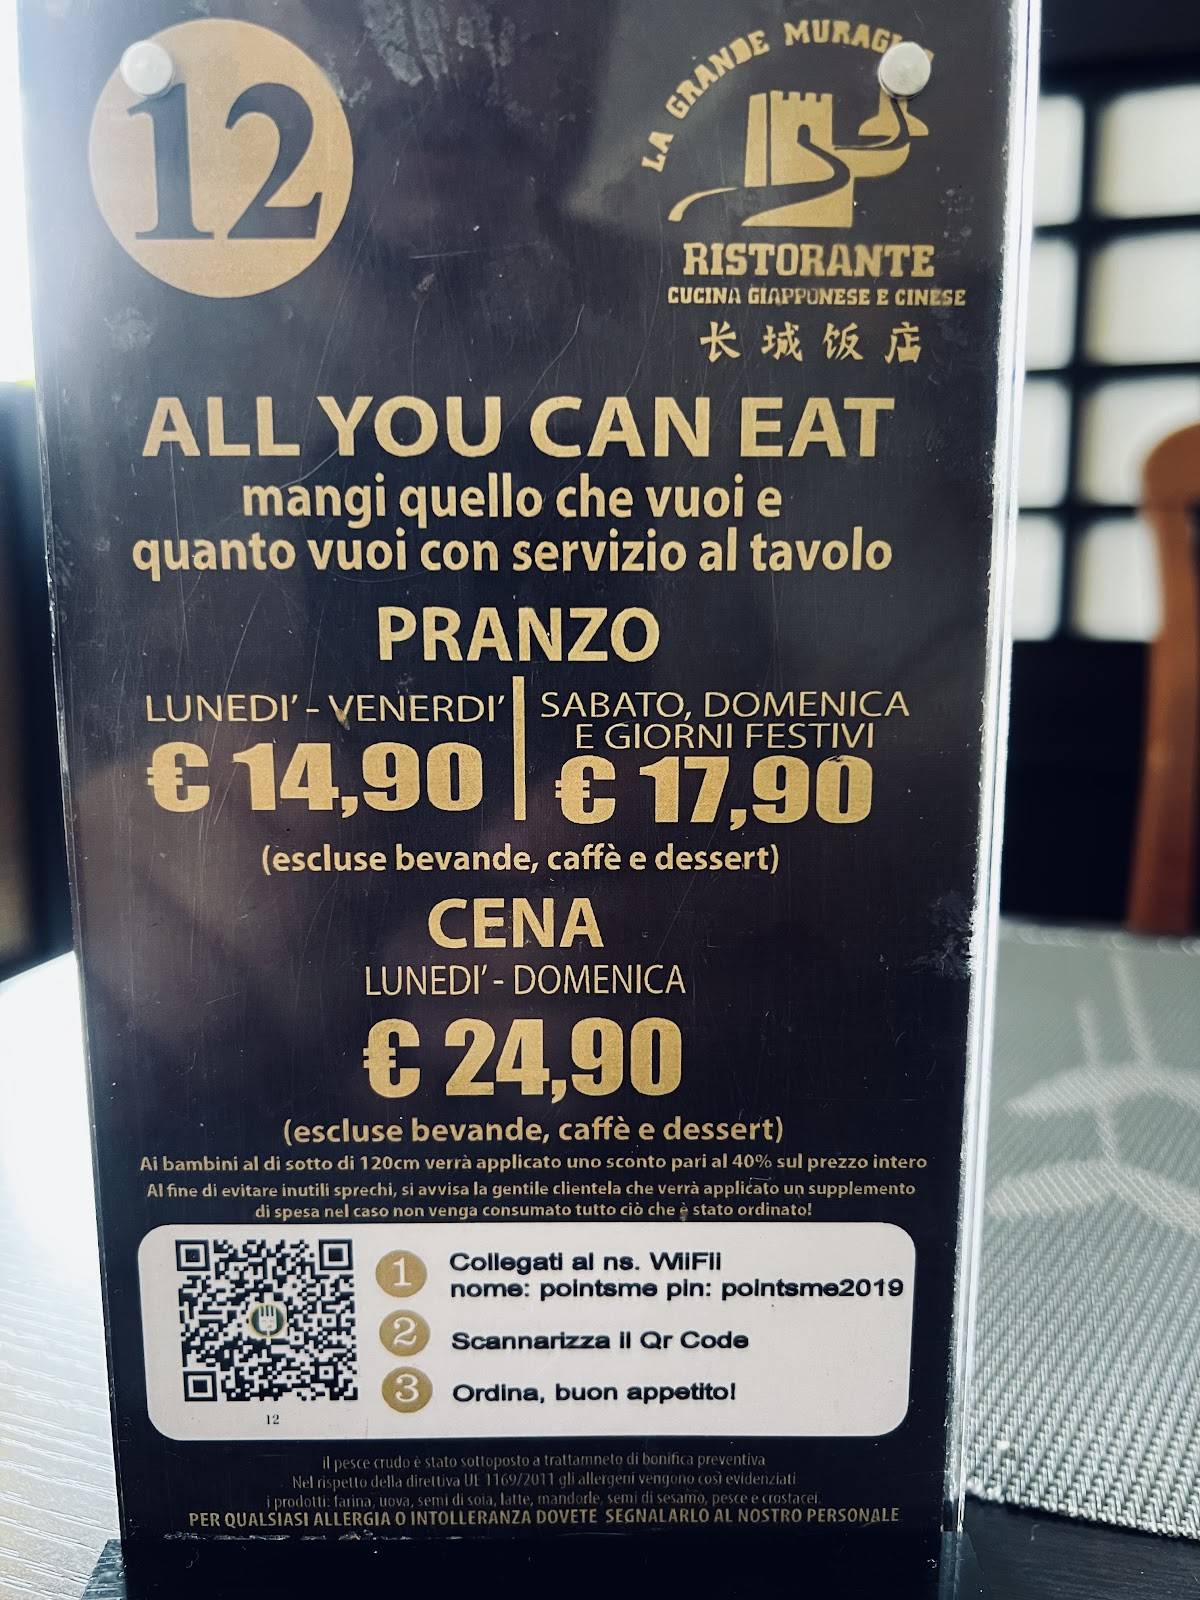 12
LA GRANDE MURAG
RISTORANTE
CUCINA GIAPPONESE E CINESE
长城饭店
ALL YOU CAN EAT
mangi quello che vuoi e
quanto vuoi con servizio al tavolo
PRANZO
LUNEDI' - VENERDI'
€ 14,90
SABATO, DOMENICA
E GIORNI FESTIVI
€ 17,90
(escluse bevande, caffè e dessert)
CENA
LUNEDI' - DOMENICA
€ 24,90
(escluse bevande, caffè e dessert)
Ai bambini al di sotto di 120cm verrà applicato uno sconto pari al 40% sul prezzo intero
Al fine di evitare inutili sprechi, si avvisa la gentile clientela che verrà applicato un supplemento
di spesa nel caso non venga consumato tutto ciò che è stato ordinato!
12
1 Collegati al ns. WiiFii
nome: pointsme pin: pointsme2019
2 Scannarizza il Qr Code
3 Ordina, buon appetito!
il pesce crudo è stato sottoposto a trattamneto di bonifica preventiva
Nel rispetto della direttiva UE 1169/2011 gli allergeni vengono così evidenziati
i prodotti: farina, uova, semi di soia, latte, mandorle, semi di sesamo, pesce e crostacei.
PER QUALSIASI ALLERGIA O INTOLLERANZA DOVETE SEGNALARLO AL NOSTRO PERSONALE